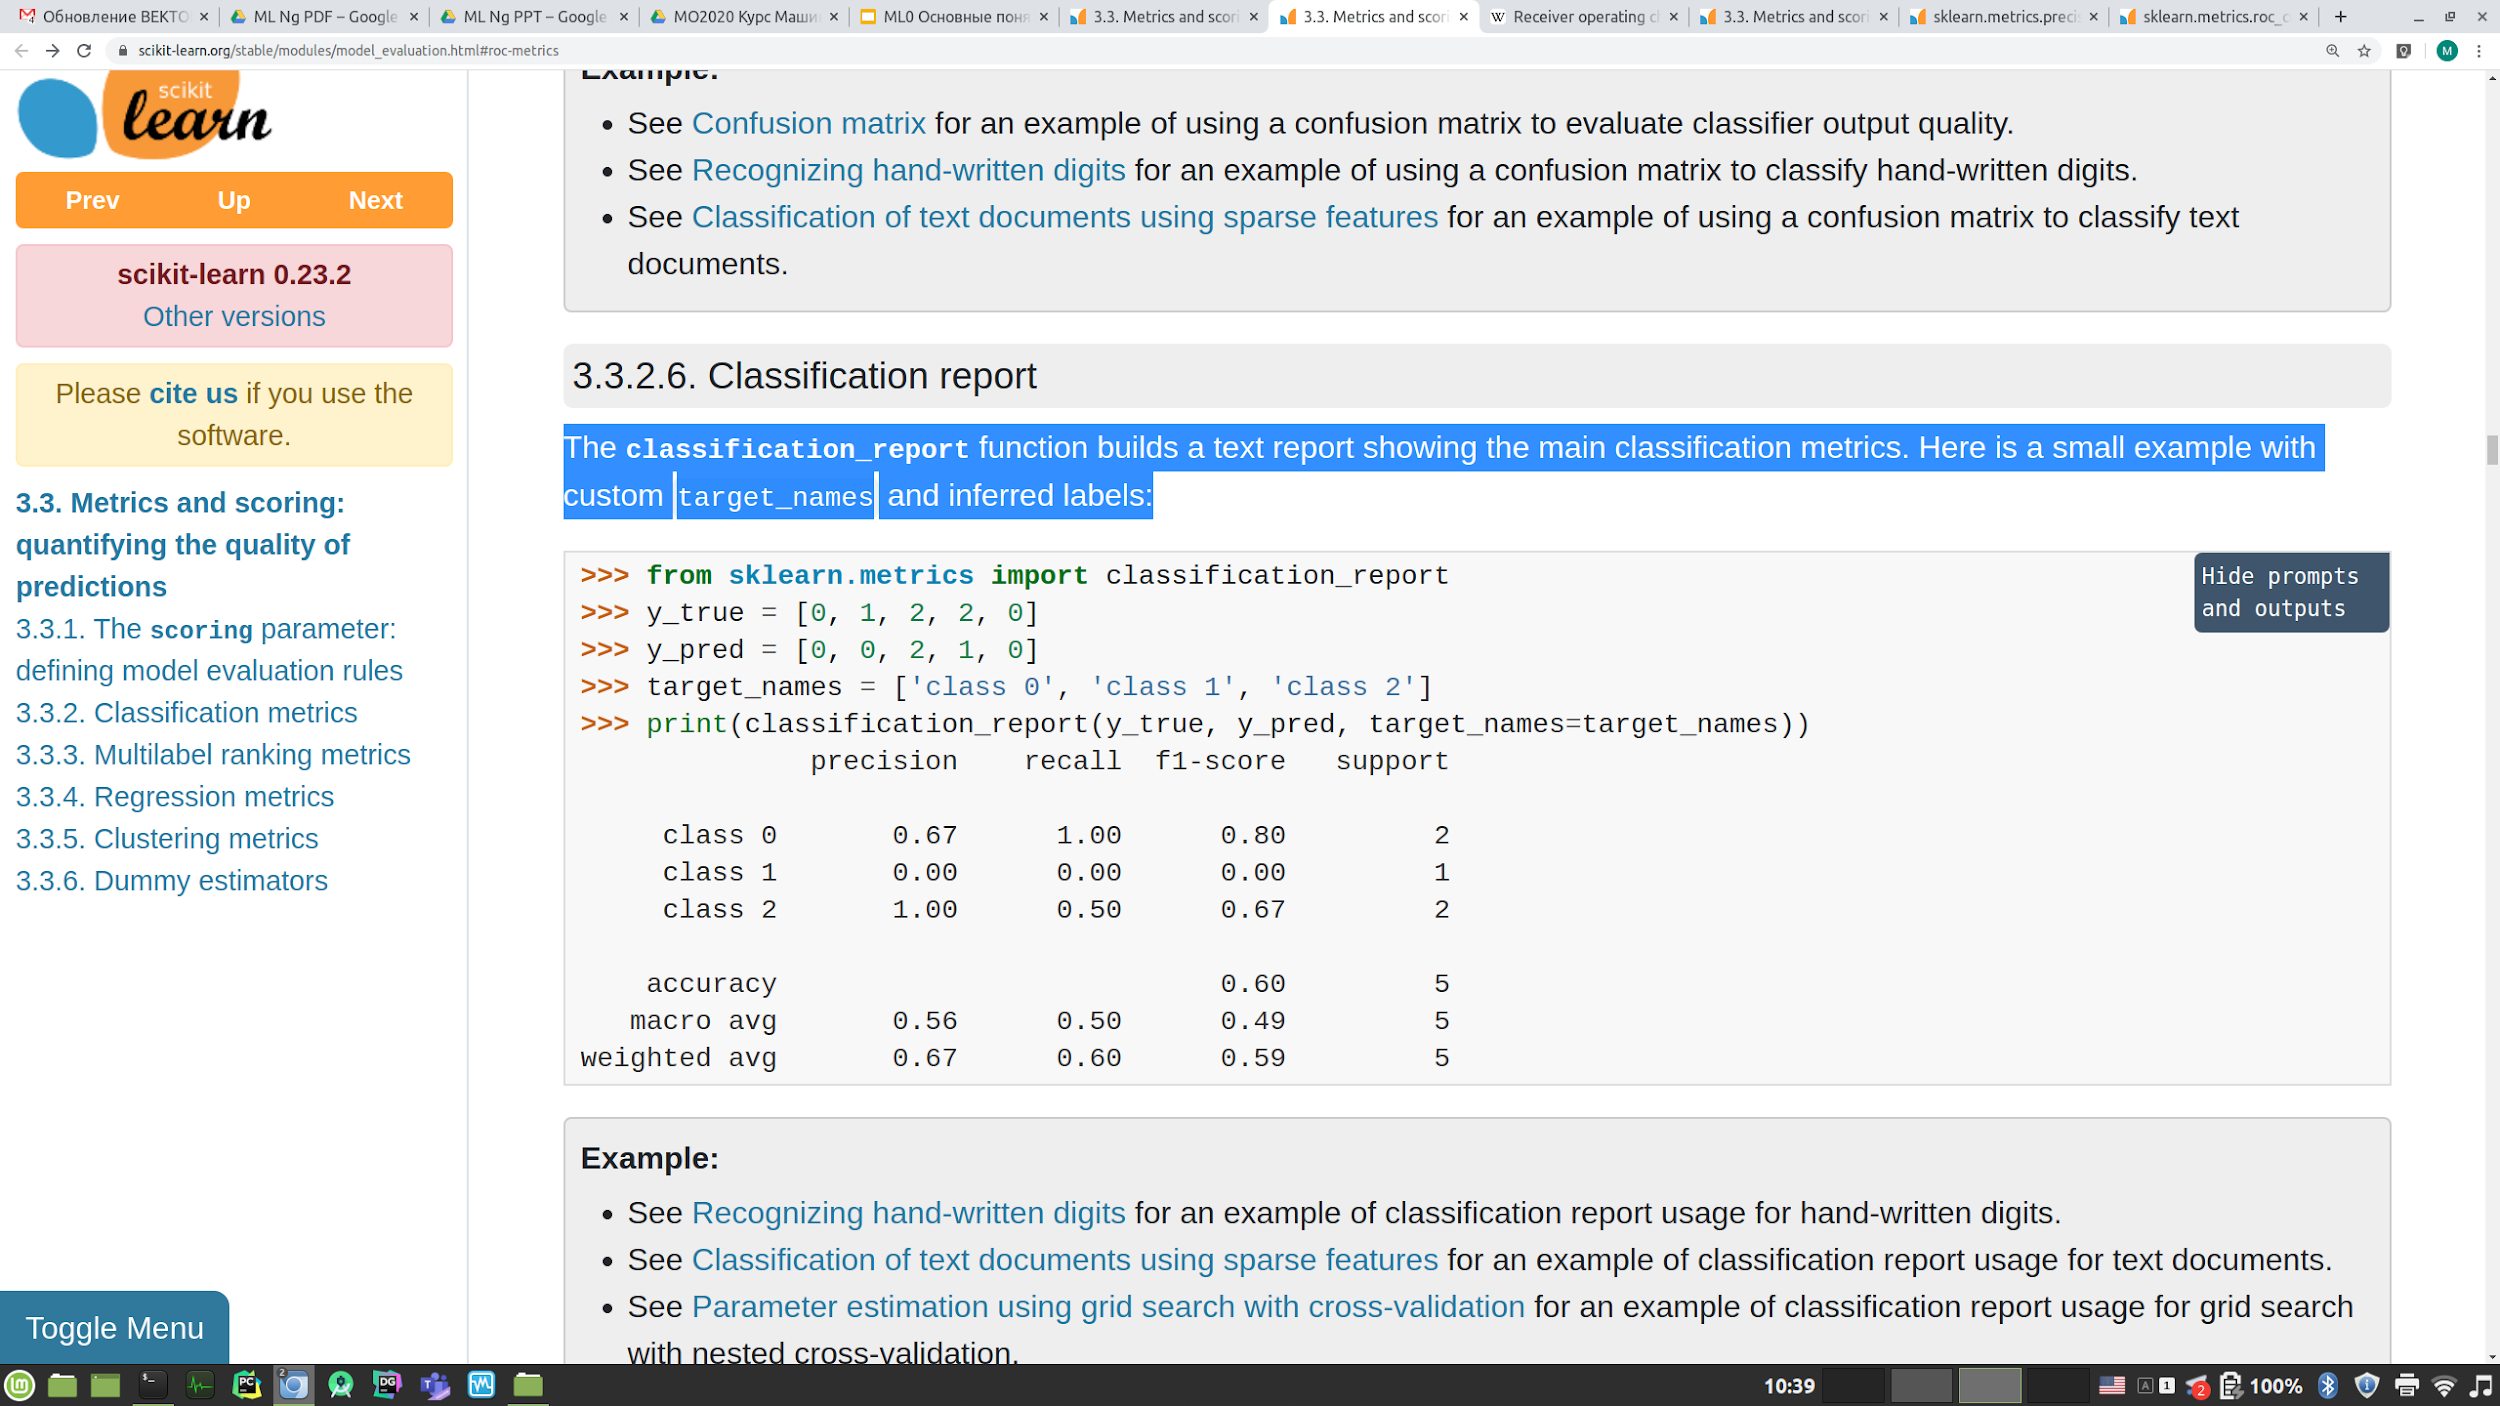 Обновление ВЕКТО
ML Ng PDF – Google
ML Ng PPT – Google
МО2020 Курс Маши
ML0 Основные поня
3.3. Metrics and scori
3.3. Metrics and scori
Receiver operating c
3.3. Metrics and scori
sklearn.metrics.preci
sklearn.metrics.roc_c
scikit-learn.org/stable/modules/model_evaluation.html#roc-metrics
M
scikit
learn
Prev Up Next
scikit-learn 0.23.2
Other versions
Please cite us if you use the
software.
3.3. Metrics and scoring:
quantifying the quality of
predictions
3.3.1. The scoring parameter:
defining model evaluation rules
3.3.2. Classification metrics
3.3.3. Multilabel ranking metrics
3.3.4. Regression metrics
3.3.5. Clustering metrics
3.3.6. Dummy estimators
Toggle Menu
Example:
• See Confusion matrix for an example of using a confusion matrix to evaluate classifier output quality.
• See Recognizing hand-written digits for an example of using a confusion matrix to classify hand-written digits.
• See Classification of text documents using sparse features for an example of using a confusion matrix to classify text
documents.
3.3.2.6. Classification report
The classification_report function builds a text report showing the main classification metrics. Here is a small example with
custom target_names and inferred labels:
Hide prompts
and outputs
>>> from sklearn.metrics import classification_report
>>> y_true = [0, 1, 2, 2, 0]
>>> y_pred = [0, 0, 2, 1, 0]
>>> target_names = ['class 0', 'class 1', 'class 2']
>>> print(classification_report(y_true, y_pred, target_names=target_names))
precision recall f1-score support
class 0 0.67 1.00 0.80 2
class 1 0.00 0.00 0.00 1
class 2 1.00 0.50 0.67 2
accuracy 0.60 5
macro avg 0.56 0.50 0.49 5
weighted avg 0.67 0.60 0.59 5
Example:
• See Recognizing hand-written digits for an example of classification report usage for hand-written digits.
• See Classification of text documents using sparse features for an example of classification report usage for text documents.
• See Parameter estimation using grid search with cross-validation for an example of classification report usage for grid search
with nested cross-validation.
PC
2
DG
10:39
A
1
2
100%